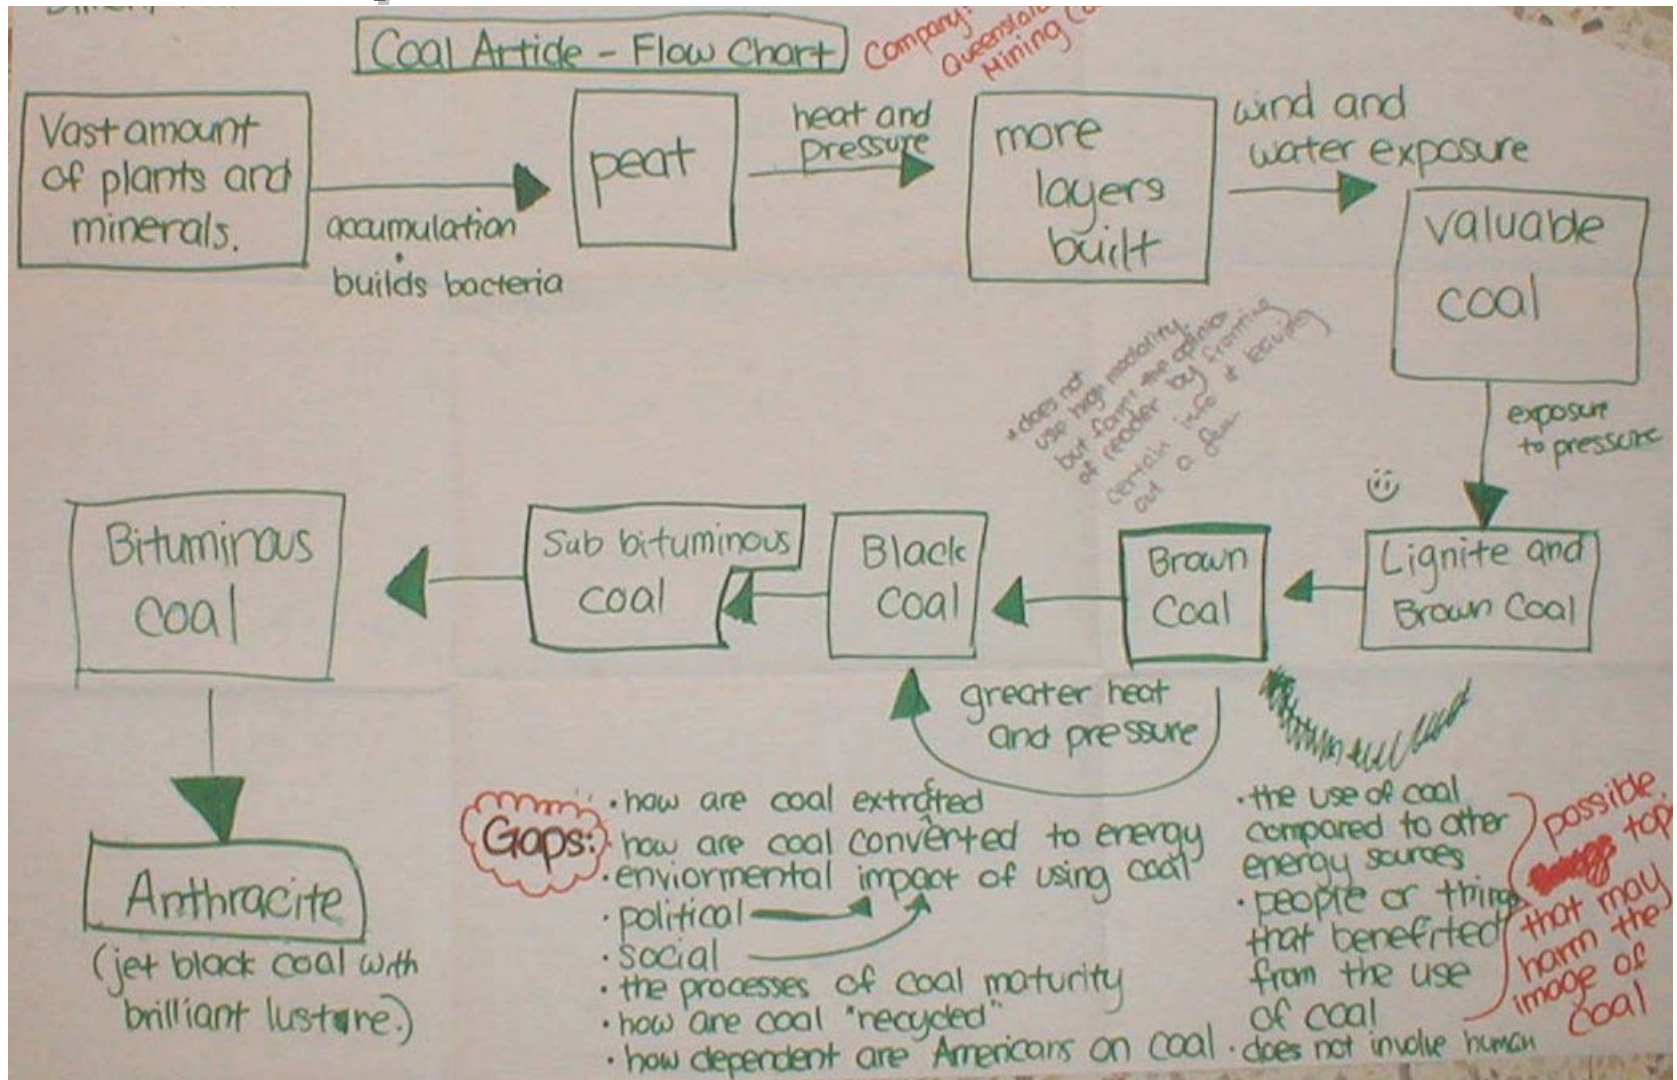 Coal Article - Flow Chart
Company:
Mining
Vast amount
of plants and
minerals.
accumulation
builds bacteria
peat
heat and
pressure
more
layers
built
wind and
water exposure
valuable
coal
exposure
to pressure
*does not
use high modality.
but form the opinion
of reader by framing
certain info & leaving
out a few
Lignite and
Brown Coal
Brown
Coal
Black
Coal
Sub bituminous
coal
Bituminous
coal
greater heat
and pressure
Anthracite
(jet black coal with
brilliant lusture.)
Gaps:
• how are coal extrated
• how are coal converted to energy
• enviormental impact of using coal
• political
• social
• the processes of coal maturity
• how are coal "recycled"
• how dependent are Americans on coal
• the use of coal
compared to other
energy sources
• people or things
that benefited
from the use
of coal
• does not involve human
possible
that may
harm the
image of
coal